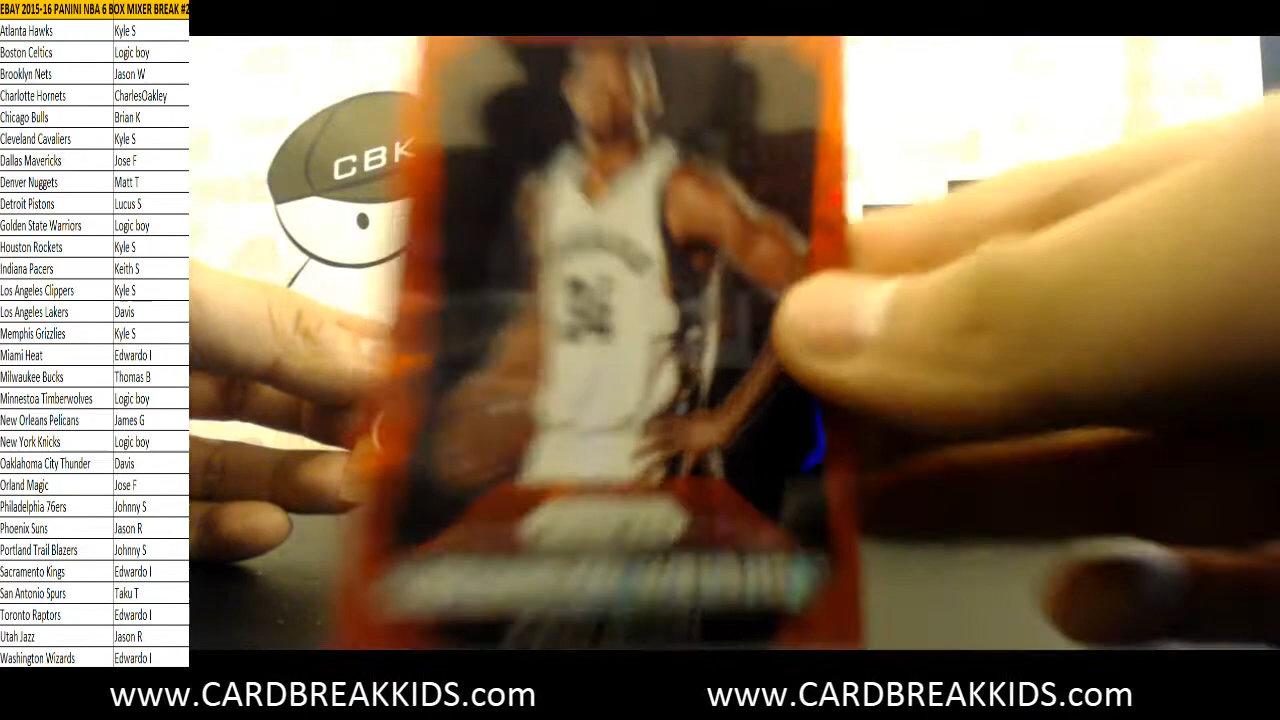 EBAY 2015-16 PANINI NBA 6 BOX MIXER BREAK #2
Atlanta Hawks Kyle S
Boston Celtics Logic boy
Brooklyn Nets Jason W
Charlotte Hornets CharlesOakley
Chicago Bulls Brian K
Cleveland Cavaliers Kyle S
Dallas Mavericks Jose F
Denver Nuggets Matt T
Detroit Pistons Lucus S
Golden State Warriors Logic boy
Houston Rockets Kyle S
Indiana Pacers Keith S
Los Angeles Clippers Kyle S
Los Angeles Lakers Davis
Memphis Grizzlies Kyle S
Miami Heat Edwardo I
Milwaukee Bucks Thomas B
Minnestoa Timberwolves Logic boy
New Orleans Pelicans James G
New York Knicks Logic boy
Oaklahoma City Thunder Davis
Orland Magic Jose F
Philadelphia 76ers Johnny S
Phoenix Suns Jason R
Portland Trail Blazers Johnny S
Sacramento Kings Edwardo I
San Antonio Spurs Taku T
Toronto Raptors Edwardo I
Utah Jazz Jason R
Washington Wizards Edwardo I
CBK
www.CARDBREAKKIDS.com www.CARDBREAKKIDS.com